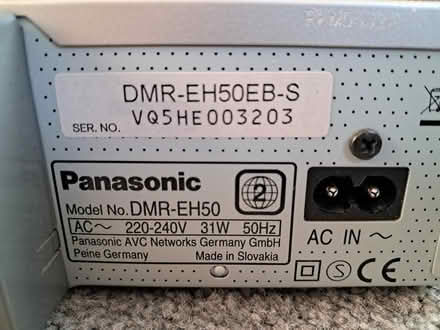 DMR-EH50EB-S
VQ5HE003203
SER. NO.
Panasonic
2
Model No. DMR-EH50
AC～ 220-240V 31W 50Hz
Panasonic AVC Networks Germany GmbH
Peine Germany Made in Slovakia
AC IN ～
S CE